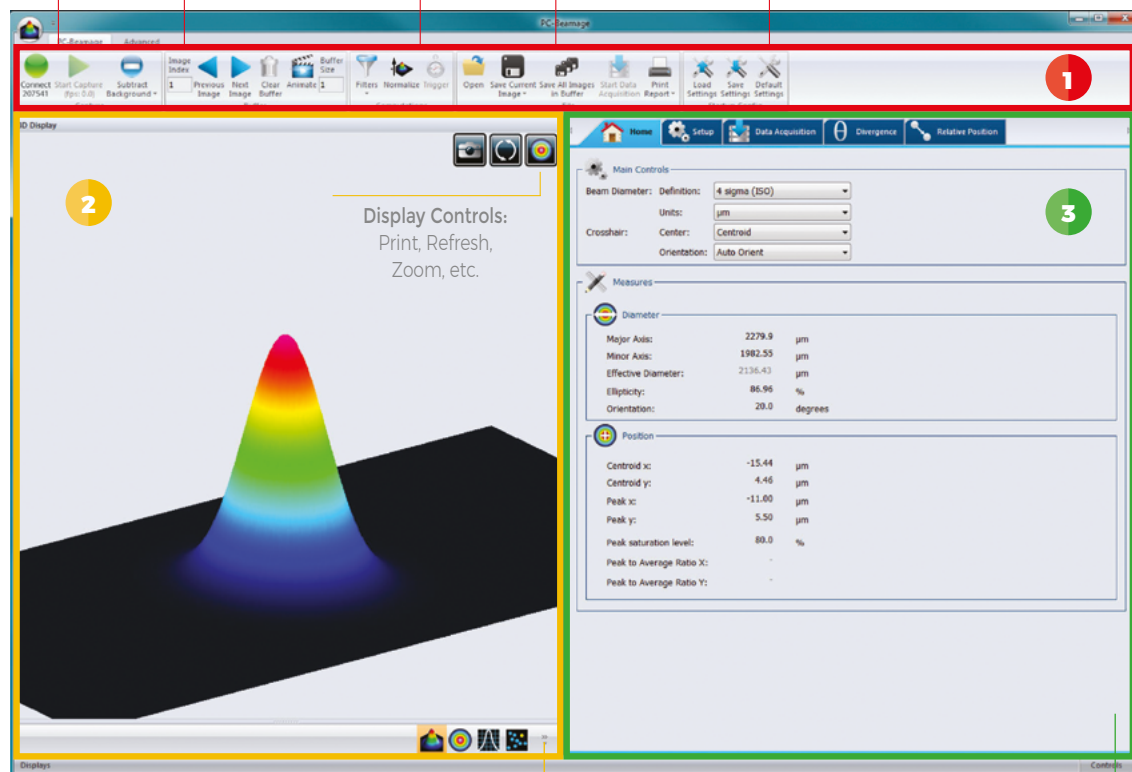 PC-Beamage
PC-Beamage Advanced
Connect 207541
Start Capture (fps: 0.0)
Subtract Background
Image Index
1
Previous Image
Next Image
Clear Buffer
Animate
Buffer Size
1
Filters
Normalize
Trigger
Open
Save Current Image
Save All Images in Buffer
Start Data Acquisition
Print Report
Load Settings
Save Settings
Default Settings
1
3D Display
2
Display Controls:
Print, Refresh,
Zoom, etc.
Home Setup Data Acquisition Divergence Relative Position
3
Main Controls
Beam Diameter: Definition: 4 sigma (ISO)
Units: µm
Crosshair: Center: Centroid
Orientation: Auto Orient
Measures
Diameter
Major Axis: 2279.9 µm
Minor Axis: 1982.55 µm
Effective Diameter: 2136.43 µm
Ellipticity: 86.96 %
Orientation: 20.0 degrees
Position
Centroid x: -15.44 µm
Centroid y: 4.46 µm
Peak x: -11.00 µm
Peak y: 5.50 µm
Peak saturation level: 80.0 %
Peak to Average Ratio X: -
Peak to Average Ratio Y: -
Displays
Controls